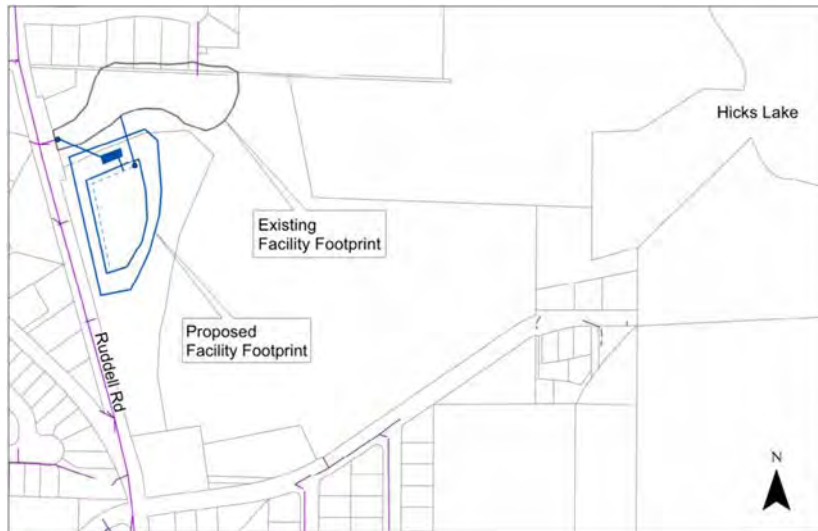 Hicks Lake
Existing
Facility Footprint
Proposed
Facility Footprint
Ruddell Rd
N